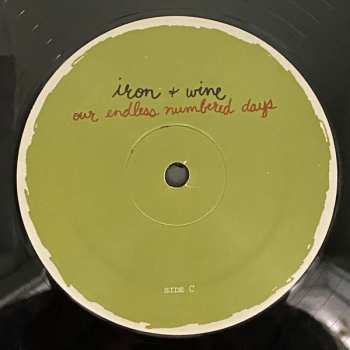 iron + wine
our endless numbered days
SIDE C